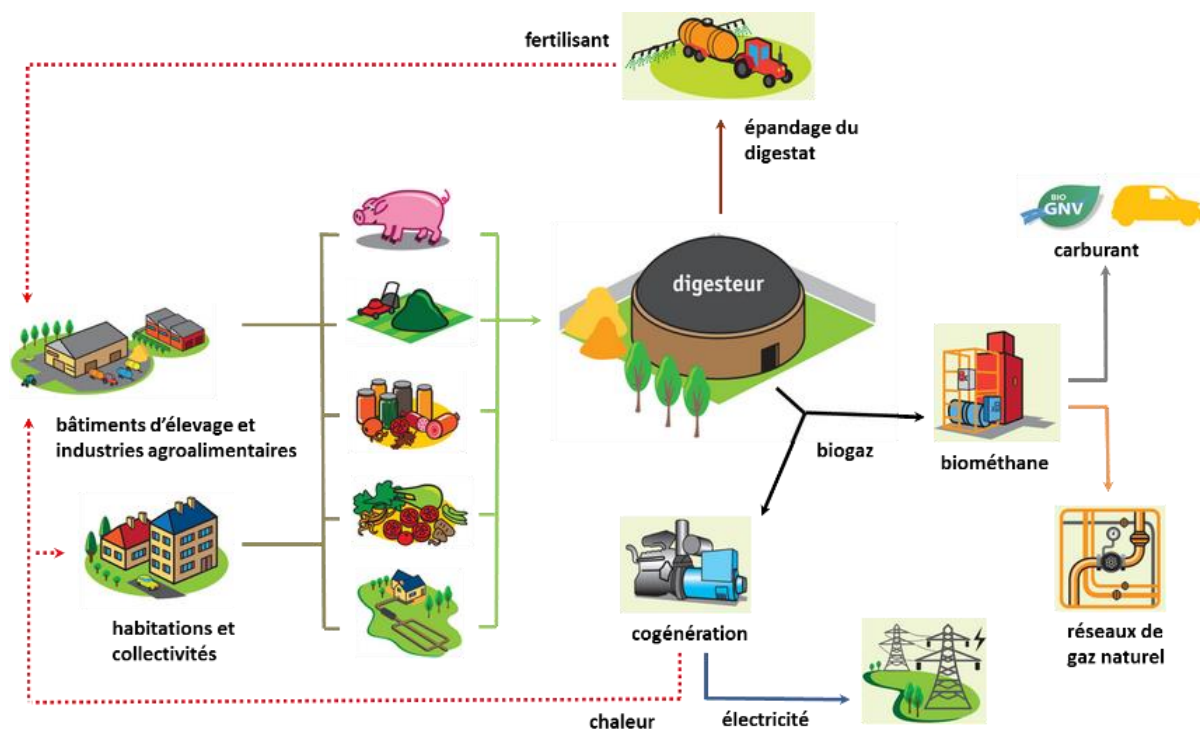 fertilisant
épandage du
digestat
BIO
GNV
carburant
digesteur
bâtiments d'élevage et
industries agroalimentaires
biogaz
biométhane
habitations et
collectivités
cogénération
réseaux de
gaz naturel
chaleur
électricité